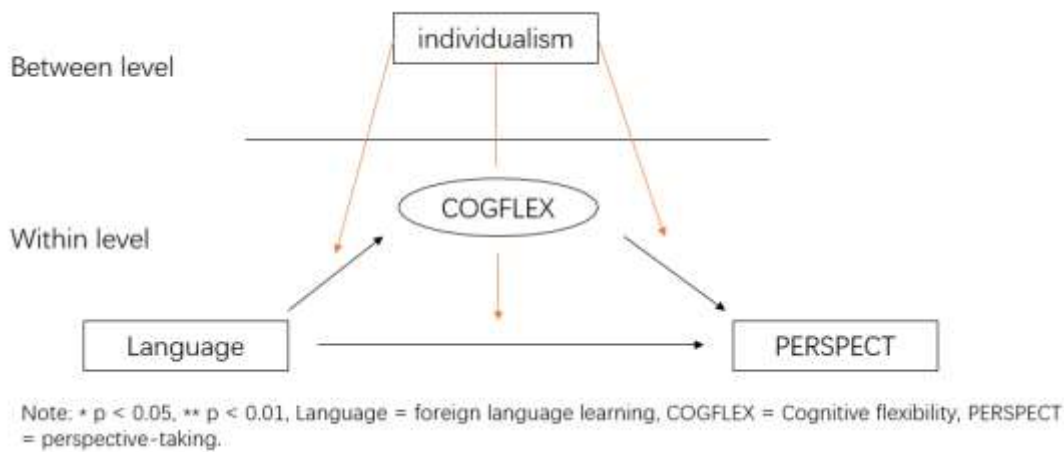 individualism
Between level
COGFLEX
Within level
Language
PERSPECT
Note: * p < 0.05, ** p < 0.01, Language = foreign language learning, COGFLEX = Cognitive flexibility, PERSPECT
= perspective-taking.